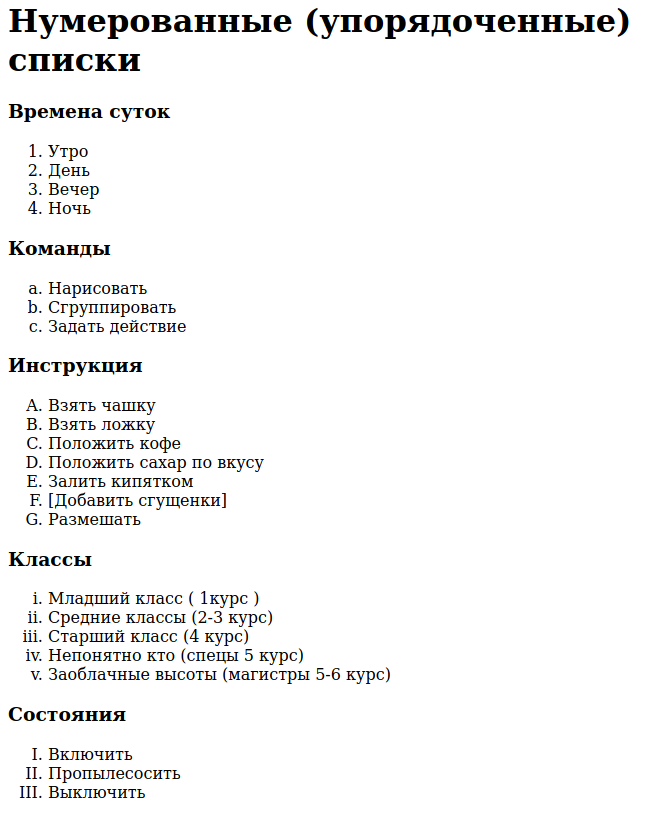 Нумерованные (упорядоченные)
списки
Времена суток
1. Утро
2. День
3. Вечер
4. Ночь
Команды
a. Нарисовать
b. Сгруппировать
c. Задать действие
Инструкция
A. Взять чашку
B. Взять ложку
C. Положить кофе
D. Положить сахар по вкусу
E. Залить кипятком
F. [Добавить сгущенки]
G. Размешать
Классы
i. Младший класс ( 1курс )
ii. Средние классы (2-3 курс)
iii. Старший класс (4 курс)
iv. Непонятно кто (спецы 5 курс)
v. Заоблачные высоты (магистры 5-6 курс)
Состояния
I. Включить
II. Пропылесосить
III. Выключить